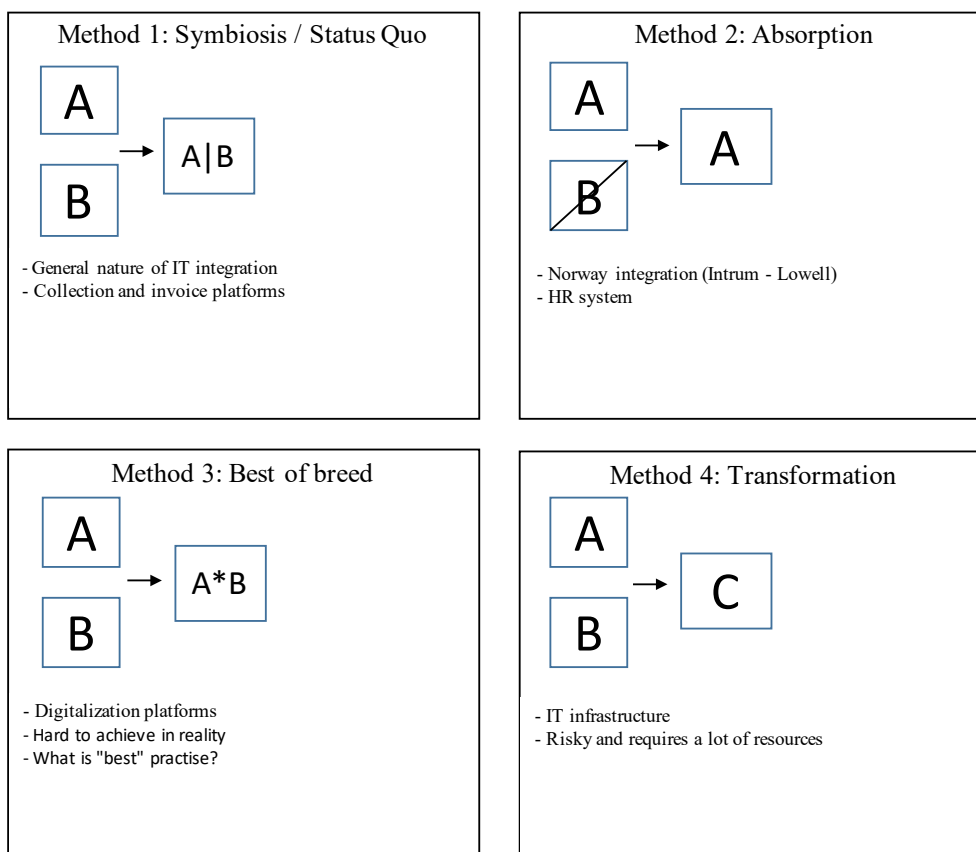 Method 1: Symbiosis / Status Quo
A
A|B
B
- General nature of IT integration
- Collection and invoice platforms
Method 2: Absorption
A
A
B
- Norway integration (Intrum - Lowell)
- HR system
Method 3: Best of breed
A
A*B
B
- Digitalization platforms
- Hard to achieve in reality
- What is "best" practise?
Method 4: Transformation
A
C
B
- IT infrastructure
- Risky and requires a lot of resources